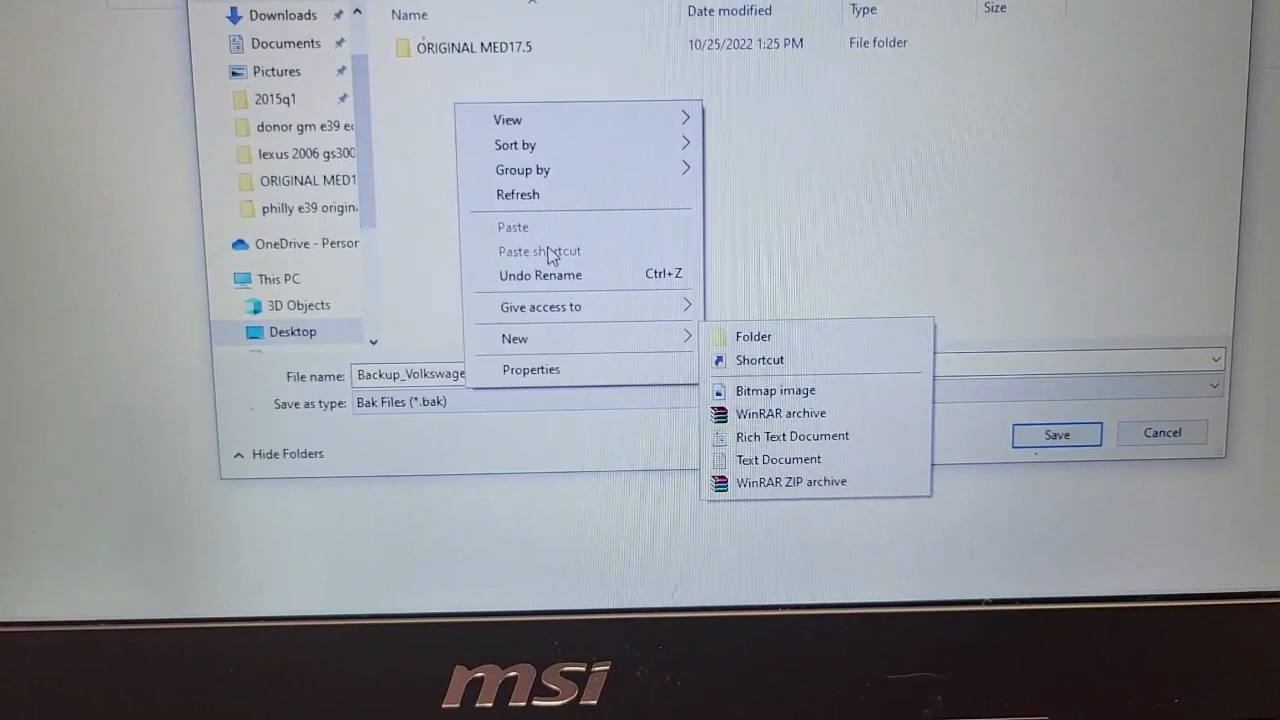 Downloads
Name
Date modified
Type
Size
Documents
ORIGINAL MED17.5
10/25/2022 1:25 PM
File folder
Pictures
2015q1
donor gm e39 e
lexus 2006 gs300
ORIGINAL MED1
philly e39 origin
OneDrive - Person
This PC
3D Objects
Desktop
View
Sort by
Group by
Refresh
Paste
Paste shortcut
Undo Rename Ctrl+Z
Give access to
New
Properties
Folder
Shortcut
Bitmap image
WinRAR archive
Rich Text Document
Text Document
WinRAR ZIP archive
File name: Backup_Volkswage
Save as type: Bak Files (*.bak)
Hide Folders
Save
Cancel
msi